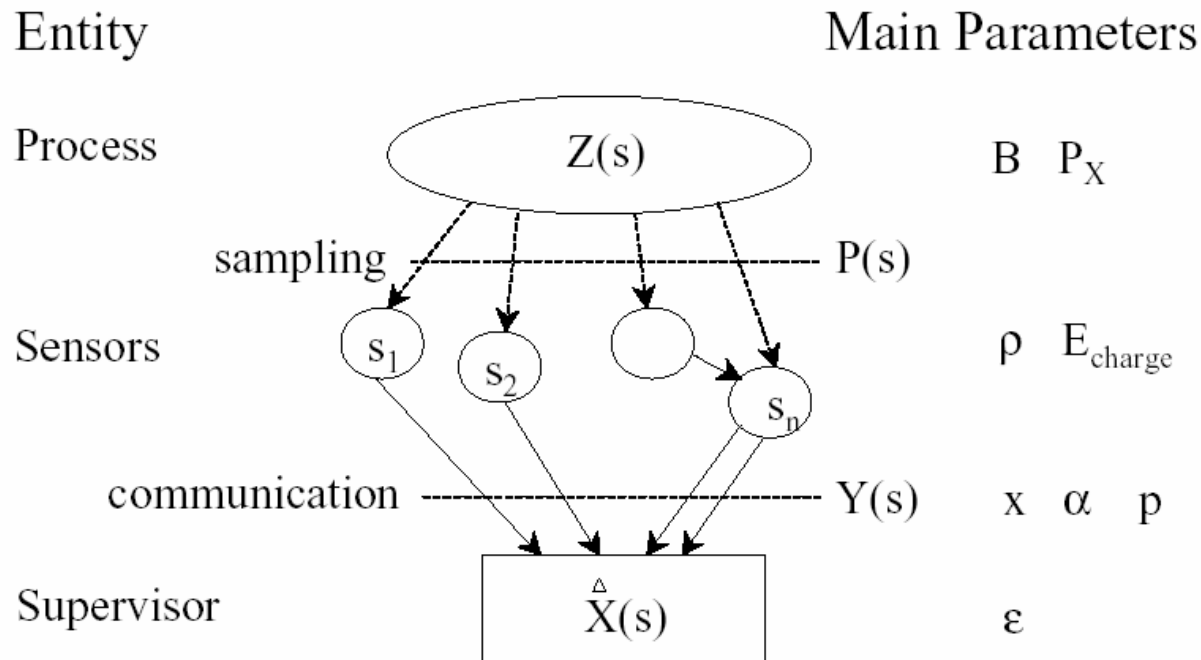 Entity Main Parameters
Process Z(s) B P_X
sampling P(s)
Sensors s_1 s_2 s_n ρ E_charge
communication Y(s) x α p
Supervisor X̂(s) ε